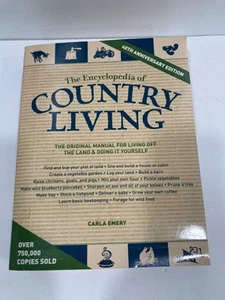 40TH ANNIVERSARY EDITION
The Encyclopedia of
COUNTRY
LIVING
THE ORIGINAL MANUAL FOR LIVING OFF
THE LAND & DOING IT YOURSELF
Find and buy your plot of land • Site and build a house or cabin
Create a vegetable garden • Log your land • Build a barn
Raise chickens, goats, and pigs • Mill your own flour • Pickle vegetables
Make wild blueberry pancakes • Sharpen an axe and all of your knives • Prune a tree
Make hay • Stock a fishpond • Deliver a baby • Grow your own coffee
Learn basic beekeeping • Forage for wild food
CARLA EMERY
OVER
750,000
COPIES SOLD